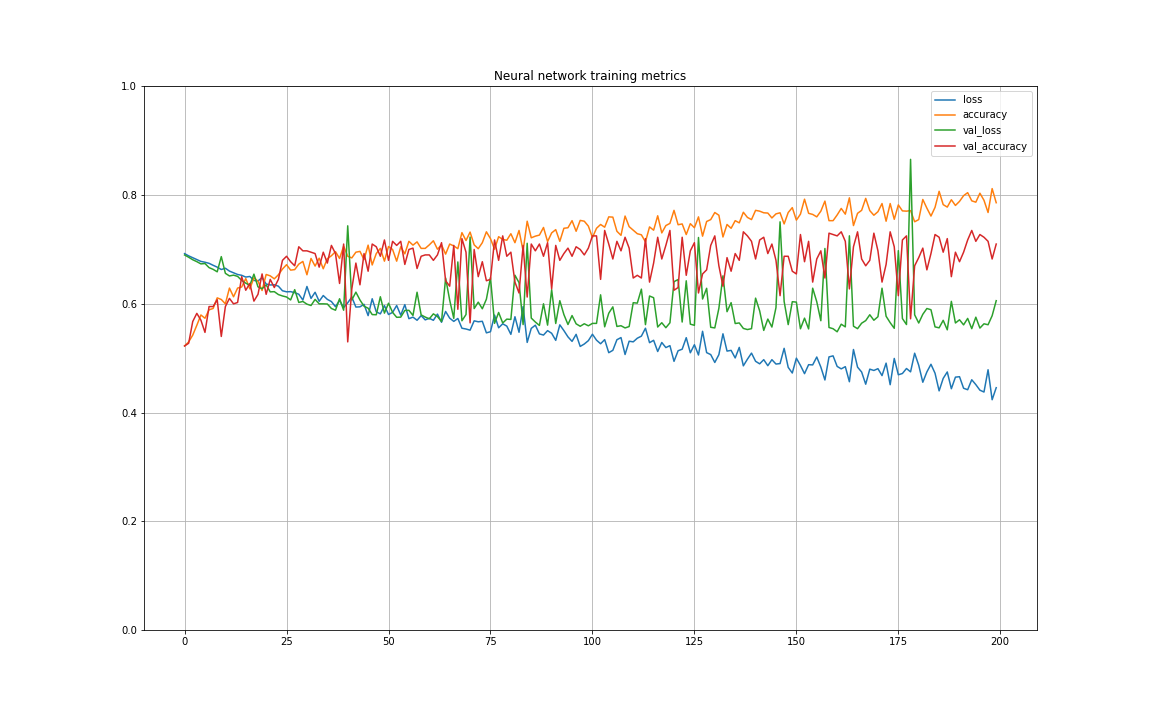 Neural network training metrics
1.0
0.8
0.6
0.4
0.2
0.0
loss
accuracy
val_loss
val_accuracy
0 25 50 75 100 125 150 175 200